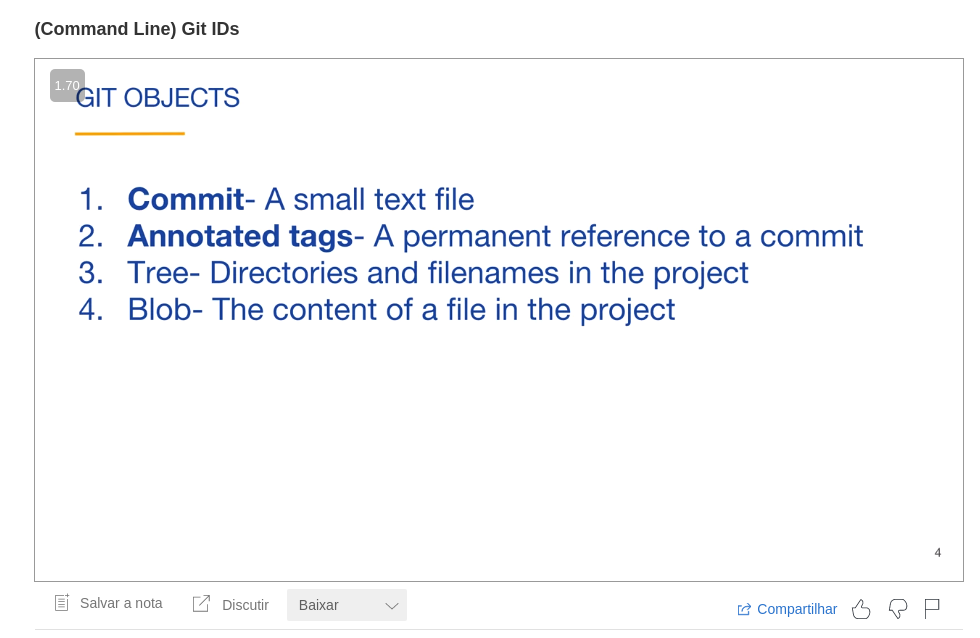 (Command Line) Git IDs
1.70
GIT OBJECTS
1. Commit- A small text file
2. Annotated tags- A permanent reference to a commit
3. Tree- Directories and filenames in the project
4. Blob- The content of a file in the project
4
Salvar a nota Discutir Baixar Compartilhar